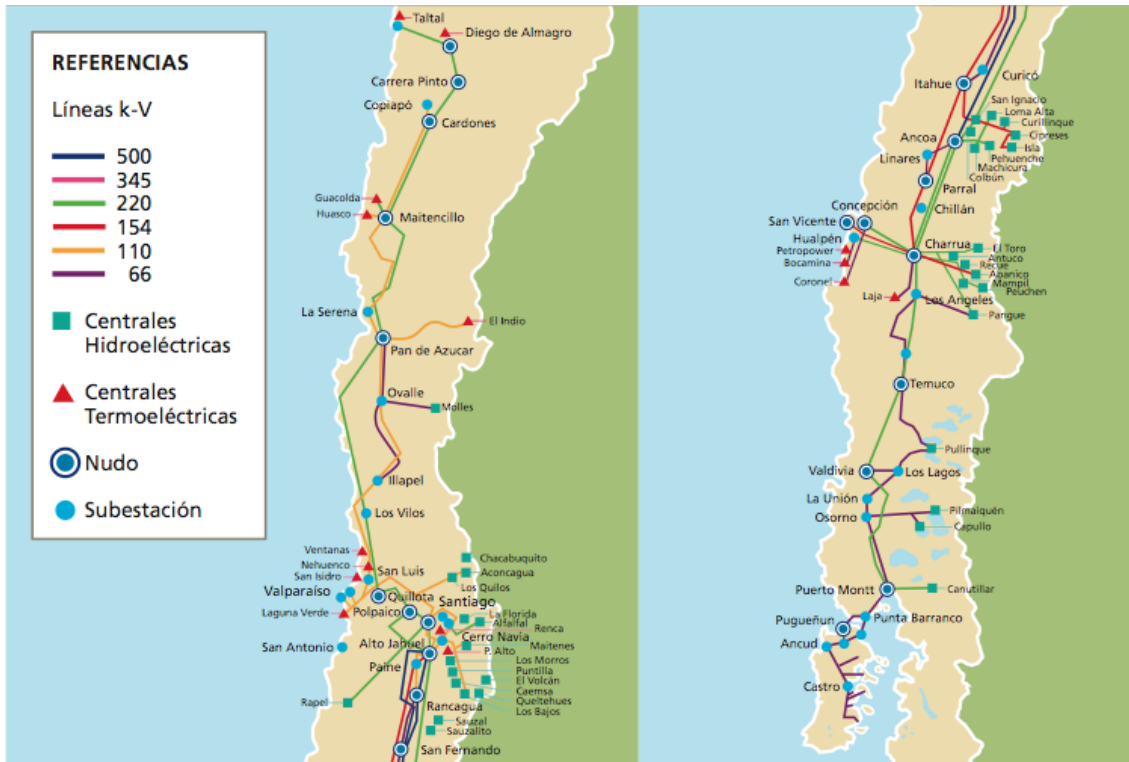 REFERENCIAS
Líneas k-V
500
345
220
154
110
66
Centrales
Hidroeléctricas
Centrales
Termoeléctricas
Nudo
Subestación
Taltal
Diego de Almagro
Carrera Pinto
Copiapó
Cardones
Guacolda
Huasco
Maitencillo
La Serena
El Indio
Pan de Azucar
Ovalle
Molles
Illapel
Los Vilos
Ventanas
Nehuenco
San Isidro
San Luis
Chacabuquito
Aconcagua
Los Quilos
Valparaíso
Quillota
Laguna Verde
Polpaico
Santiago
La Florida
Alfalfal
Renca
Cerro Navia
Maitenes
San Antonio
Alto Jahuel
P. Alto
Los Morros
Paine
Puntilla
El Volcán
Caemsa
Queltehues
Los Bajos
Rapel
Rancagua
Sauzal
Sauzalito
San Fernando
Curicó
Itahue
San Ignacio
Loma Alta
Curillinque
Cipreses
Isla
Ancoa
Pehuenche
Machicura
Colbún
Linares
Parral
Concepción
Chillán
San Vicente
Hualpén
Charrua
Petropower
Bocamina
Coronel
El Toro
Antuco
Recue
Abanico
Mampil
Peuchen
Laja
Los Angeles
Pangue
Temuco
Pullinque
Valdivia
Los Lagos
La Unión
Osorno
Pilmaiquén
Capullo
Puerto Montt
Canutillar
Pugueñun
Punta Barranco
Ancud
Castro